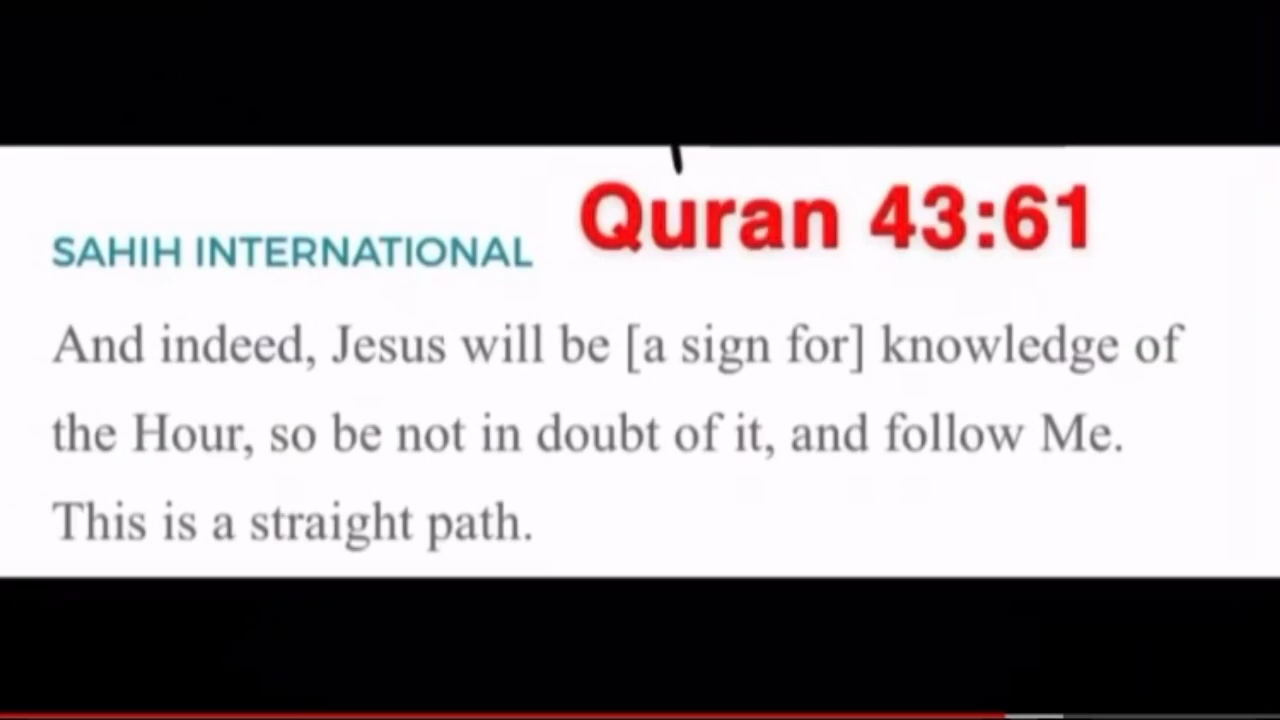 Quran 43:61
SAHIH INTERNATIONAL
And indeed, Jesus will be [a sign for] knowledge of
the Hour, so be not in doubt of it, and follow Me.
This is a straight path.